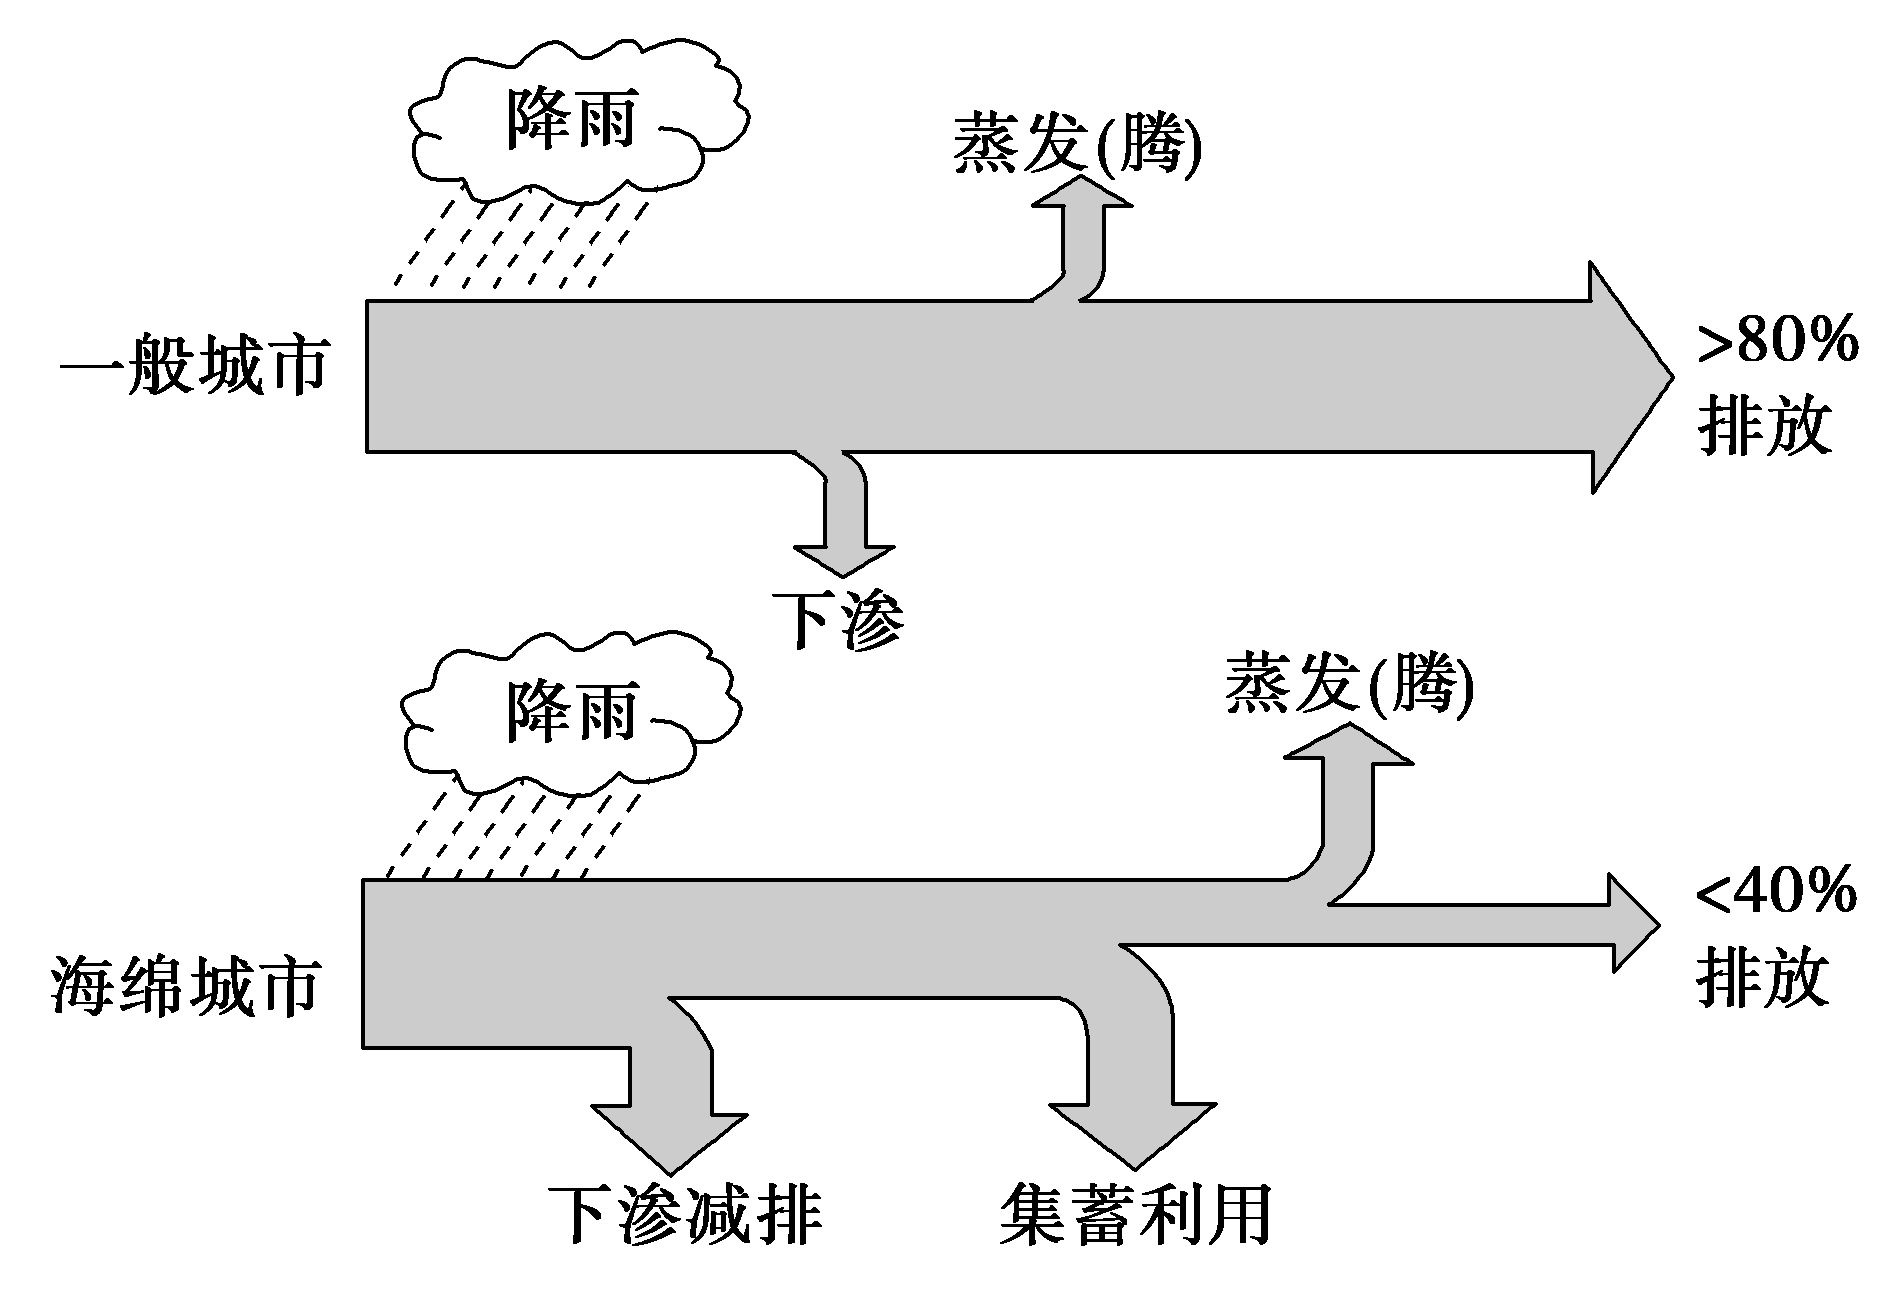 降雨
蒸发(腾)
一般城市
>80%
排放
下渗
降雨
蒸发(腾)
海绵城市
<40%
排放
下渗减排
集蓄利用